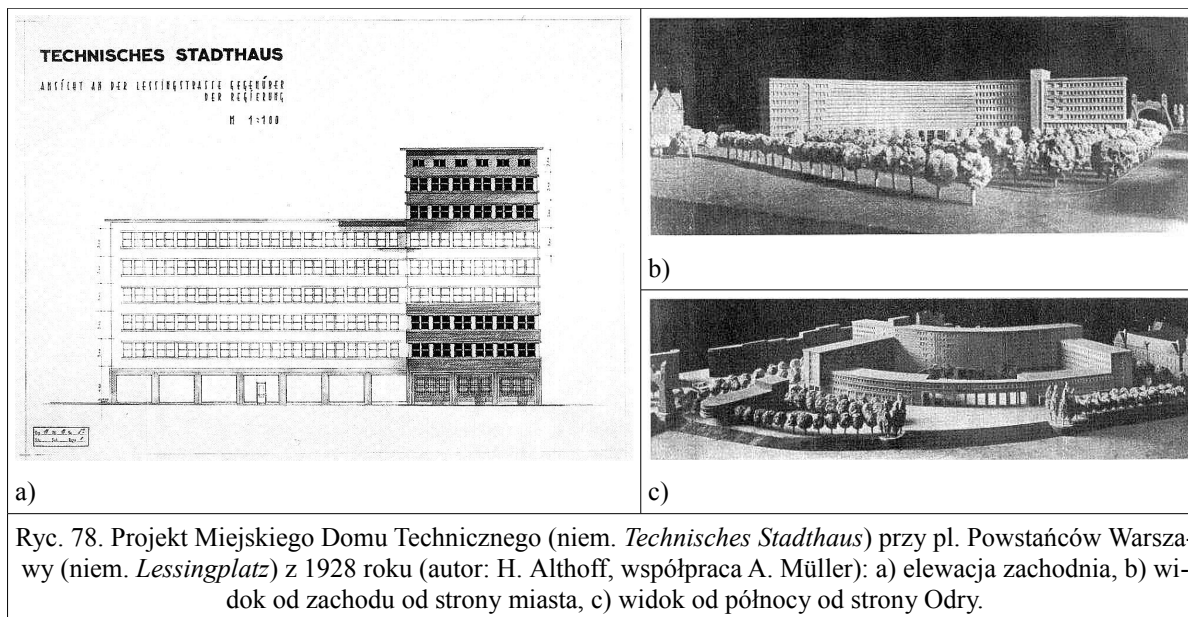 TECHNISCHES STADTHAUS
ANSICHT AN DER LESSINGSTRASSE GEGENÜBER
DER REGIERUNG
M 1:100
a)
b)
c)
Ryc. 78. Projekt Miejskiego Domu Technicznego (niem. Technisches Stadthaus) przy pl. Powstańców Warsza-
wy (niem. Lessingplatz) z 1928 roku (autor: H. Althoff, współpraca A. Müller): a) elewacja zachodnia, b) wi-
dok od zachodu od strony miasta, c) widok od północy od strony Odry.